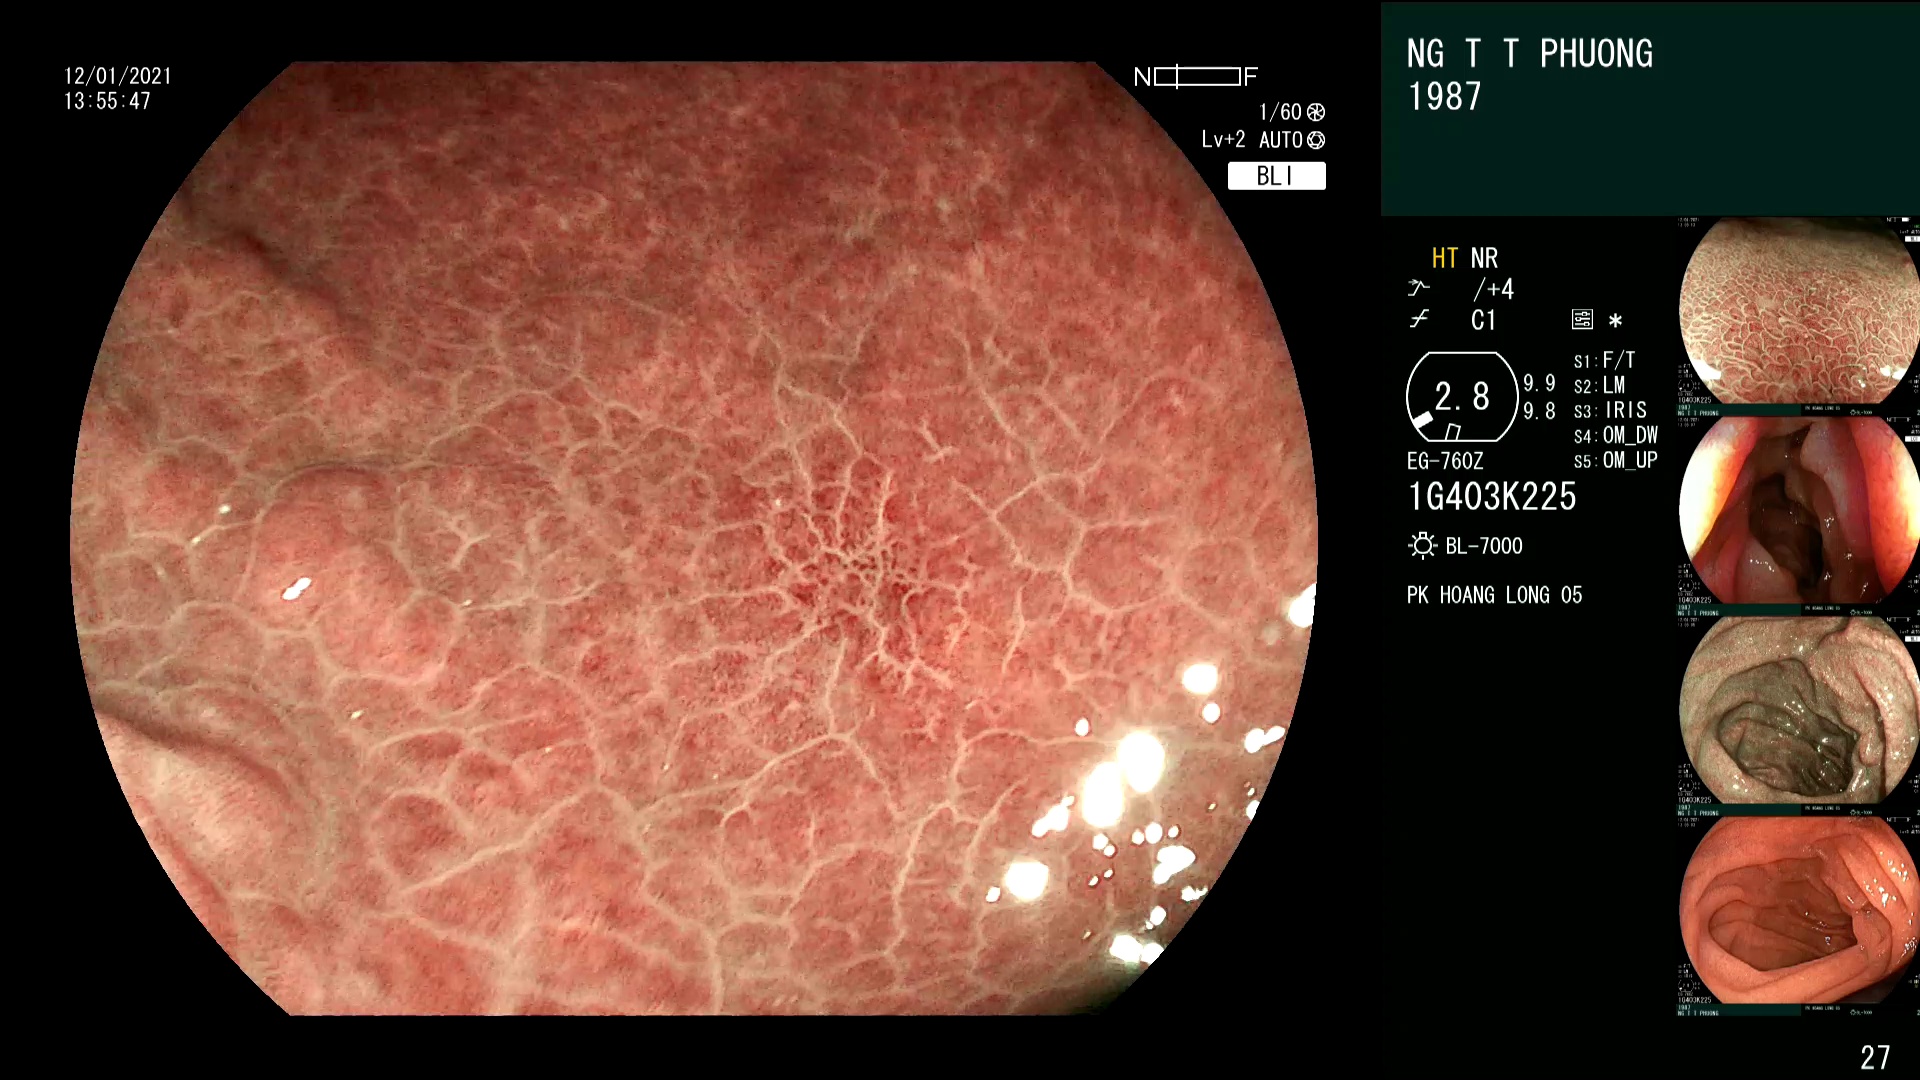 12/01/2021
13:55:47
N F
1/60
Lv+2 AUTO
BLI
NG T T PHUONG
1987
HT NR
/+4
C1 *
2.8
9.9
9.8
S1:F/T
S2:LM
S3:IRIS
S4:OM_DW
S5:OM_UP
EG-760Z
1G403K225
BL-7000
PK HOANG LONG 05
27